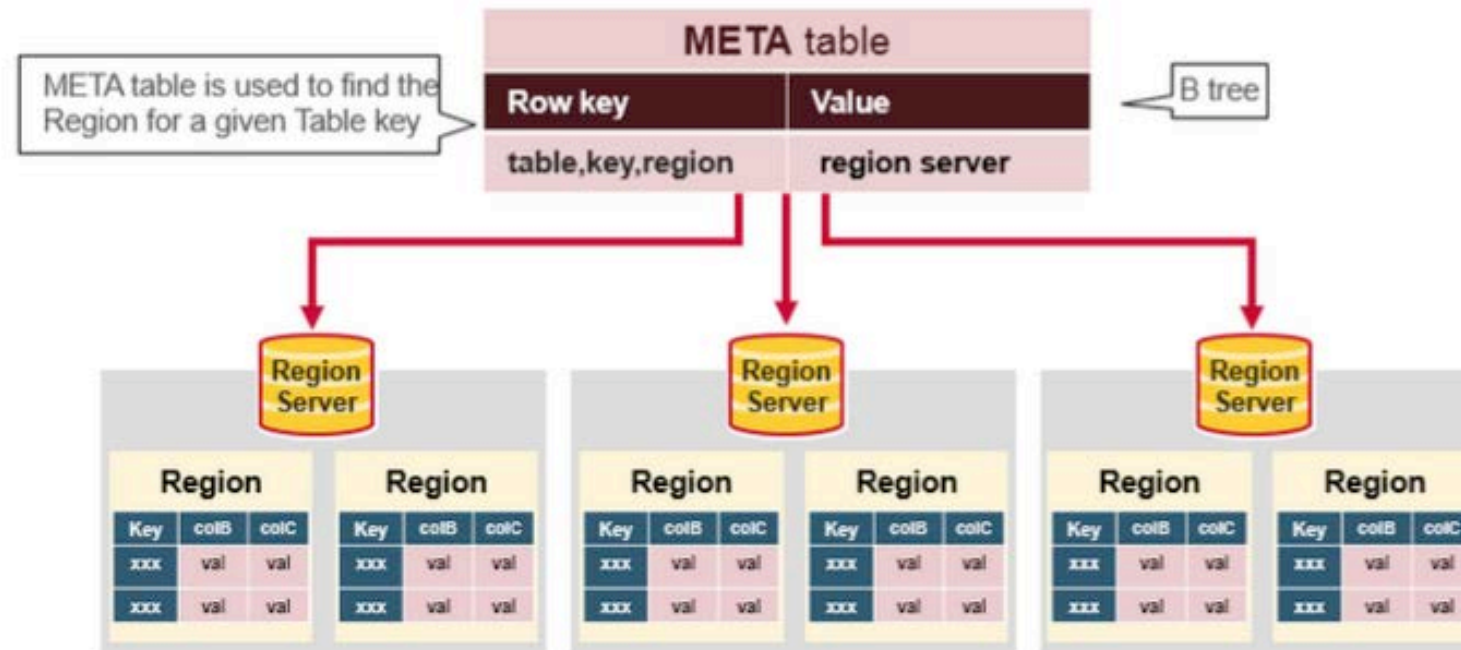 META table
META table is used to find the
Region for a given Table key
Row key Value
B tree
table,key,region region server
Region
Server
Region
Server
Region
Server
Region Region Region Region Region Region
Key colB colC Key colB colC Key colB colC Key colB colC Key colB colC Key colB colC
xxx val val xxx val val xxx val val xxx val val xxx val val xxx val val
xxx val val xxx val val xxx val val xxx val val xxx val val xxx val val